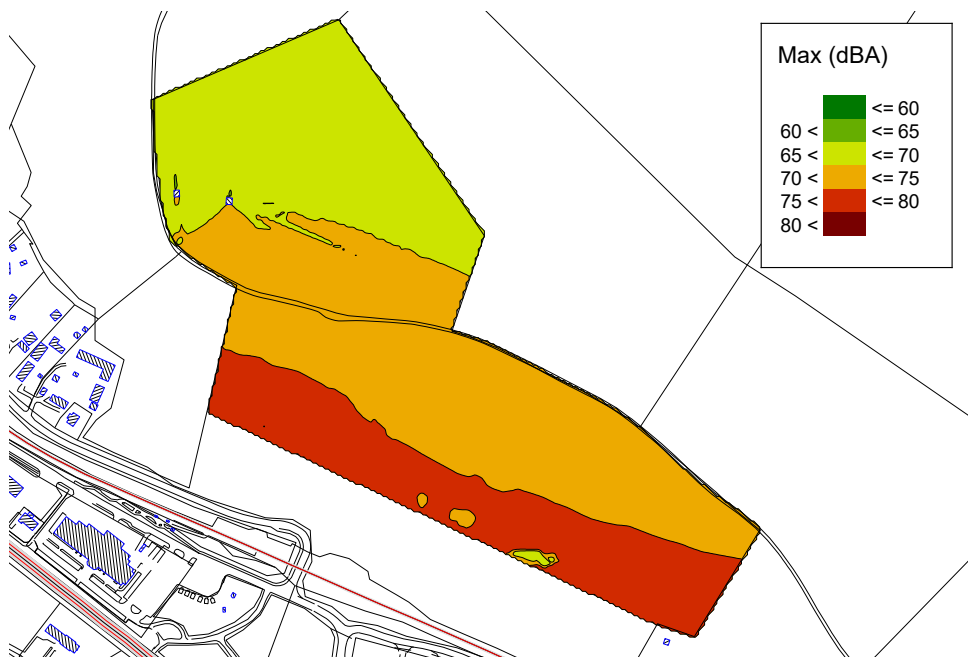 Max (dBA)
<= 60
60 < <= 65
65 < <= 70
70 < <= 75
75 < <= 80
80 <